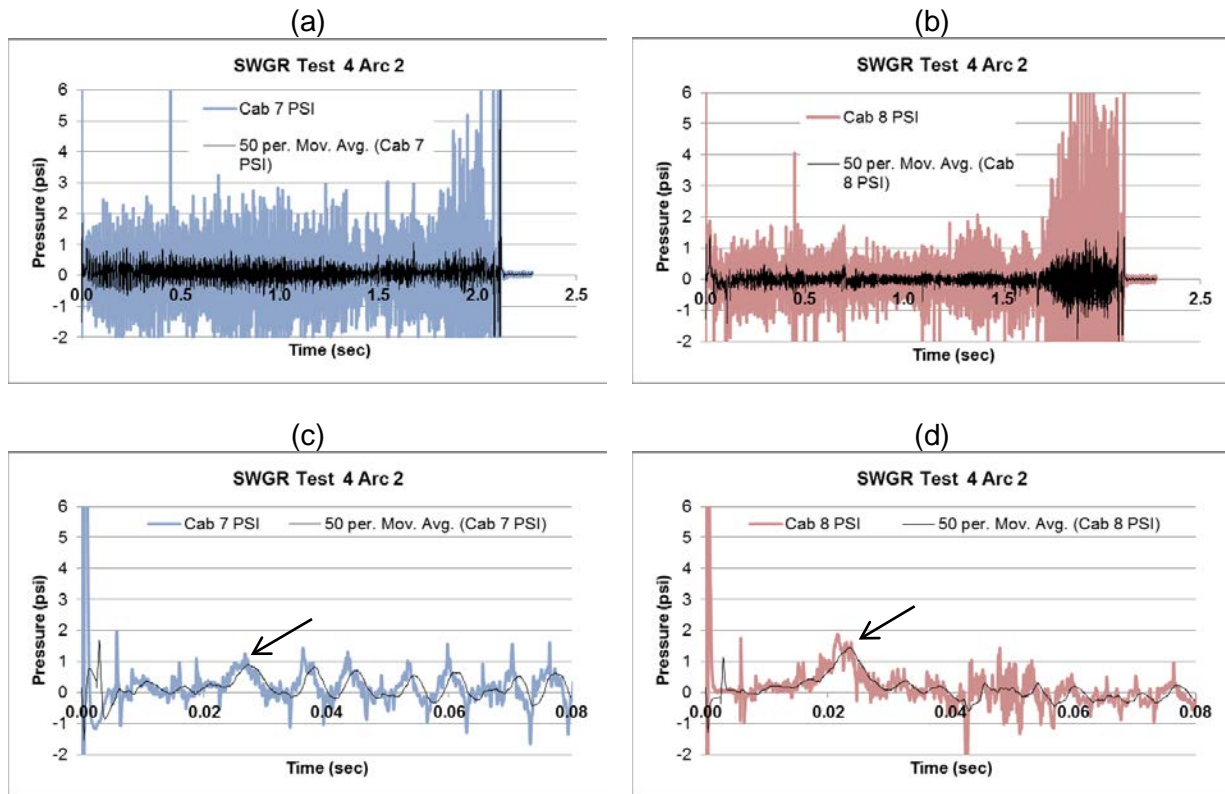 (a)
SWGR Test 4 Arc 2
Cab 7 PSI
50 per. Mov. Avg. (Cab 7
PSI)
Pressure (psi)
6
5
4
3
2
1
0
-1
-2
0.0 0.5 1.0 1.5 2.0 2.5
Time (sec)
(b)
SWGR Test 4 Arc 2
Cab 8 PSI
50 per. Mov. Avg. (Cab
8 PSI)
Pressure (psi)
6
5
4
3
2
1
0
-1
-2
0.0 0.5 1.0 1.5 2.0 2.5
Time (sec)
(c)
SWGR Test 4 Arc 2
Cab 7 PSI 50 per. Mov. Avg. (Cab 7 PSI)
Pressure (psi)
6
5
4
3
2
1
0
-1
-2
0.00 0.02 0.04 0.06 0.08
Time (sec)
(d)
SWGR Test 4 Arc 2
Cab 8 PSI 50 per. Mov. Avg. (Cab 8 PSI)
Pressure (psi)
6
5
4
3
2
1
0
-1
-2
0.00 0.02 0.04 0.06 0.08
Time (sec)